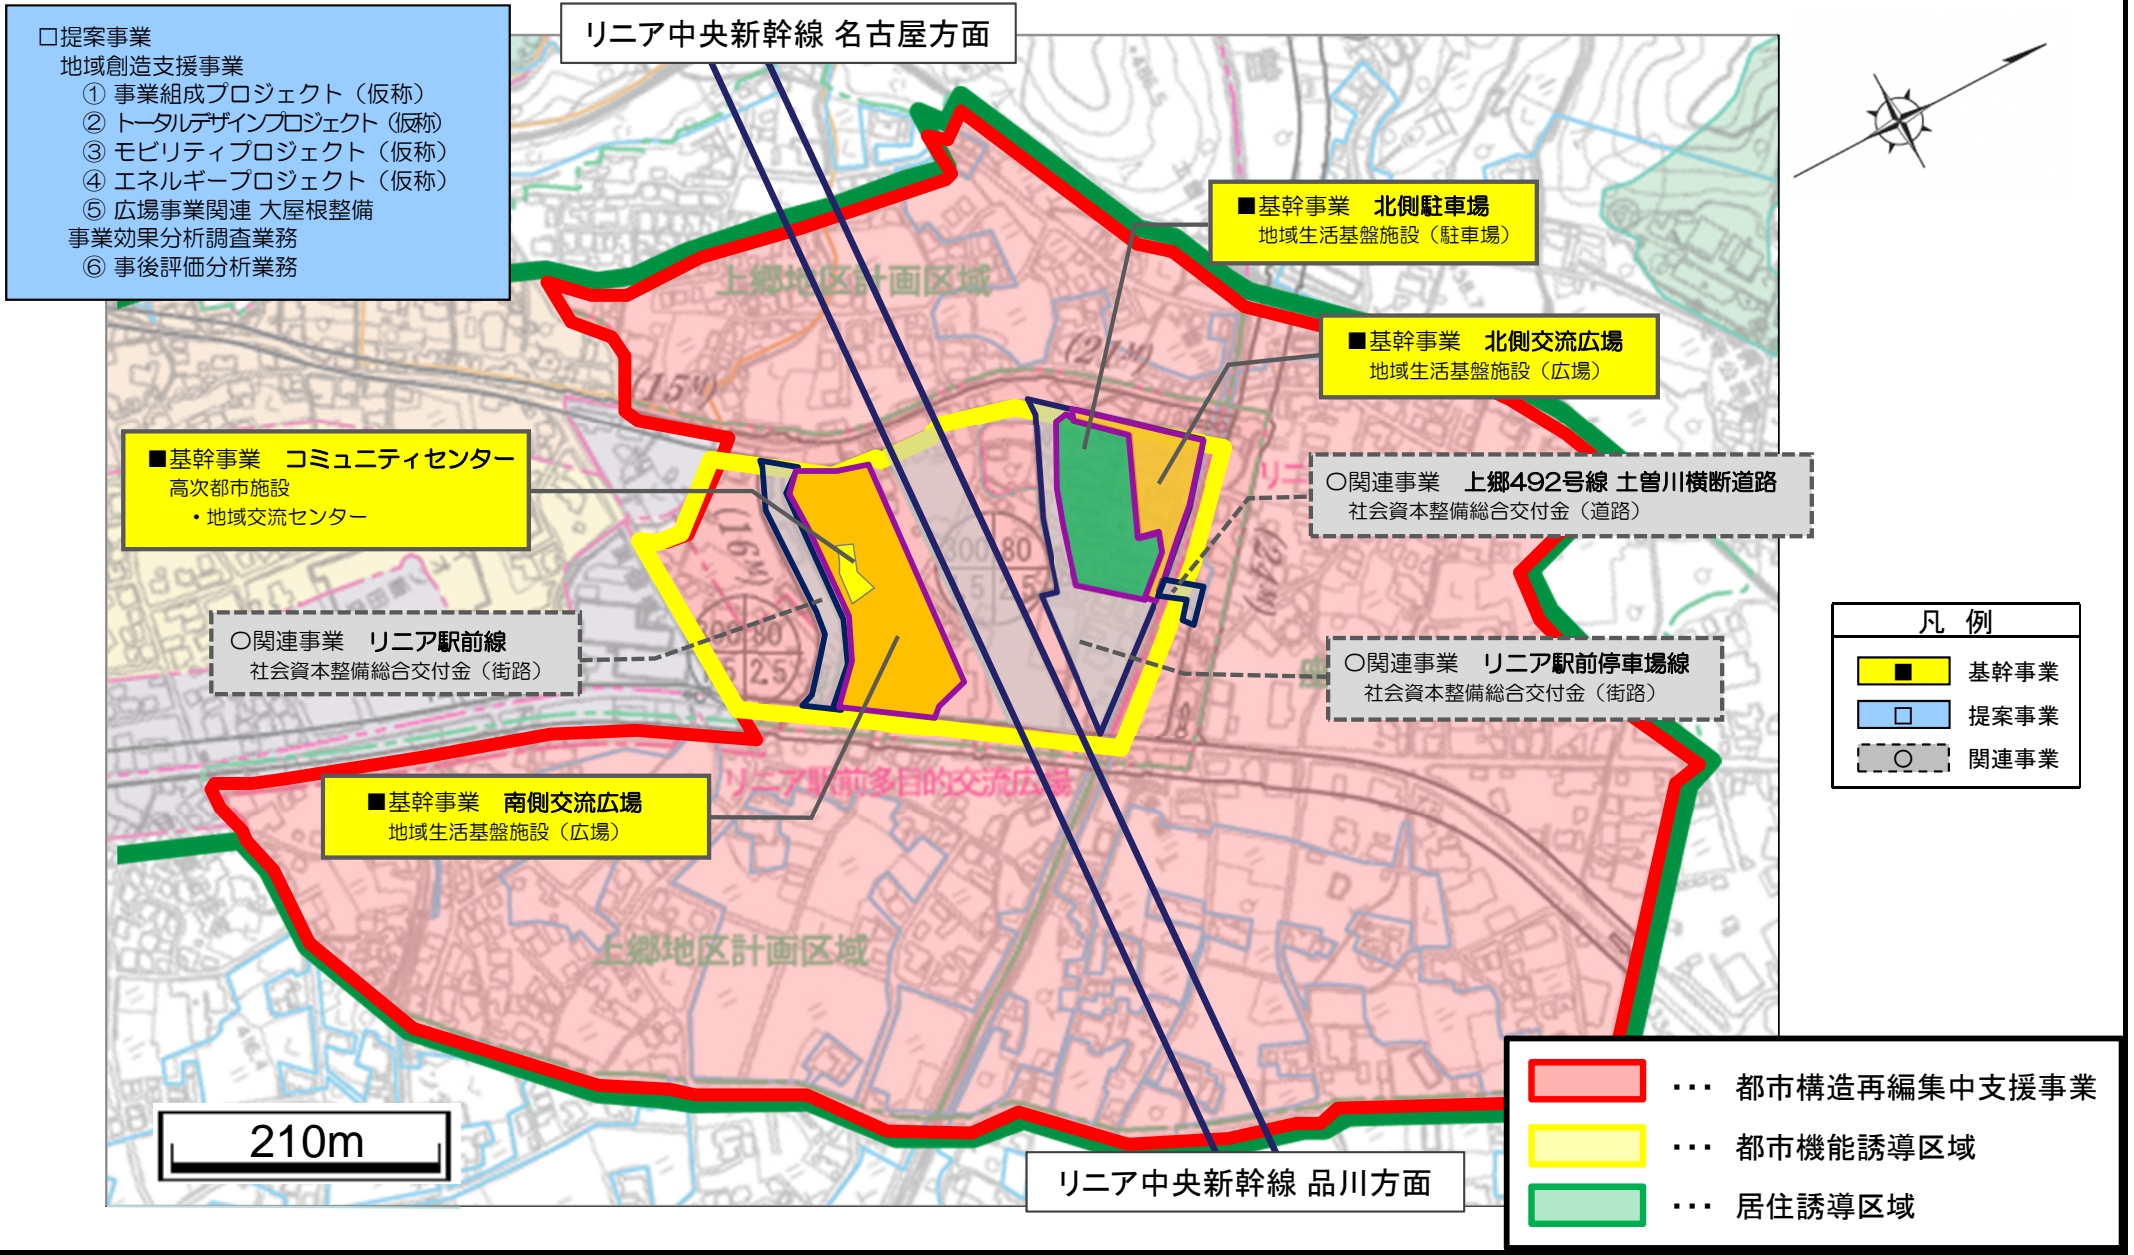 □提案事業
地域創造支援事業
① 事業組成プロジェクト（仮称）
② トータルデザインプロジェクト（仮称）
③ モビリティプロジェクト（仮称）
④ エネルギープロジェクト（仮称）
⑤ 広場事業関連 大屋根整備
事業効果分析調査業務
⑥ 事後評価分析業務
リニア中央新幹線 名古屋方面
■基幹事業　北側駐車場
地域生活基盤施設（駐車場）
上郷地区計画区域
■基幹事業　北側交流広場
地域生活基盤施設（広場）
(15M)
■基幹事業　コミュニティセンター
高次都市施設
・地域交流センター
○関連事業　上郷492号線 土曽川横断道路
社会資本整備総合交付金（道路）
(16M)
(24M)
80
80
2.5
○関連事業　リニア駅前線
社会資本整備総合交付金（街路）
○関連事業　リニア駅前停車場線
社会資本整備総合交付金（街路）
凡 例
■ 基幹事業
□ 提案事業
○ 関連事業
リニア駅前多目的交流広場
■基幹事業　南側交流広場
地域生活基盤施設（広場）
上郷地区計画区域
210m
リニア中央新幹線 品川方面
… 都市構造再編集中支援事業
… 都市機能誘導区域
… 居住誘導区域